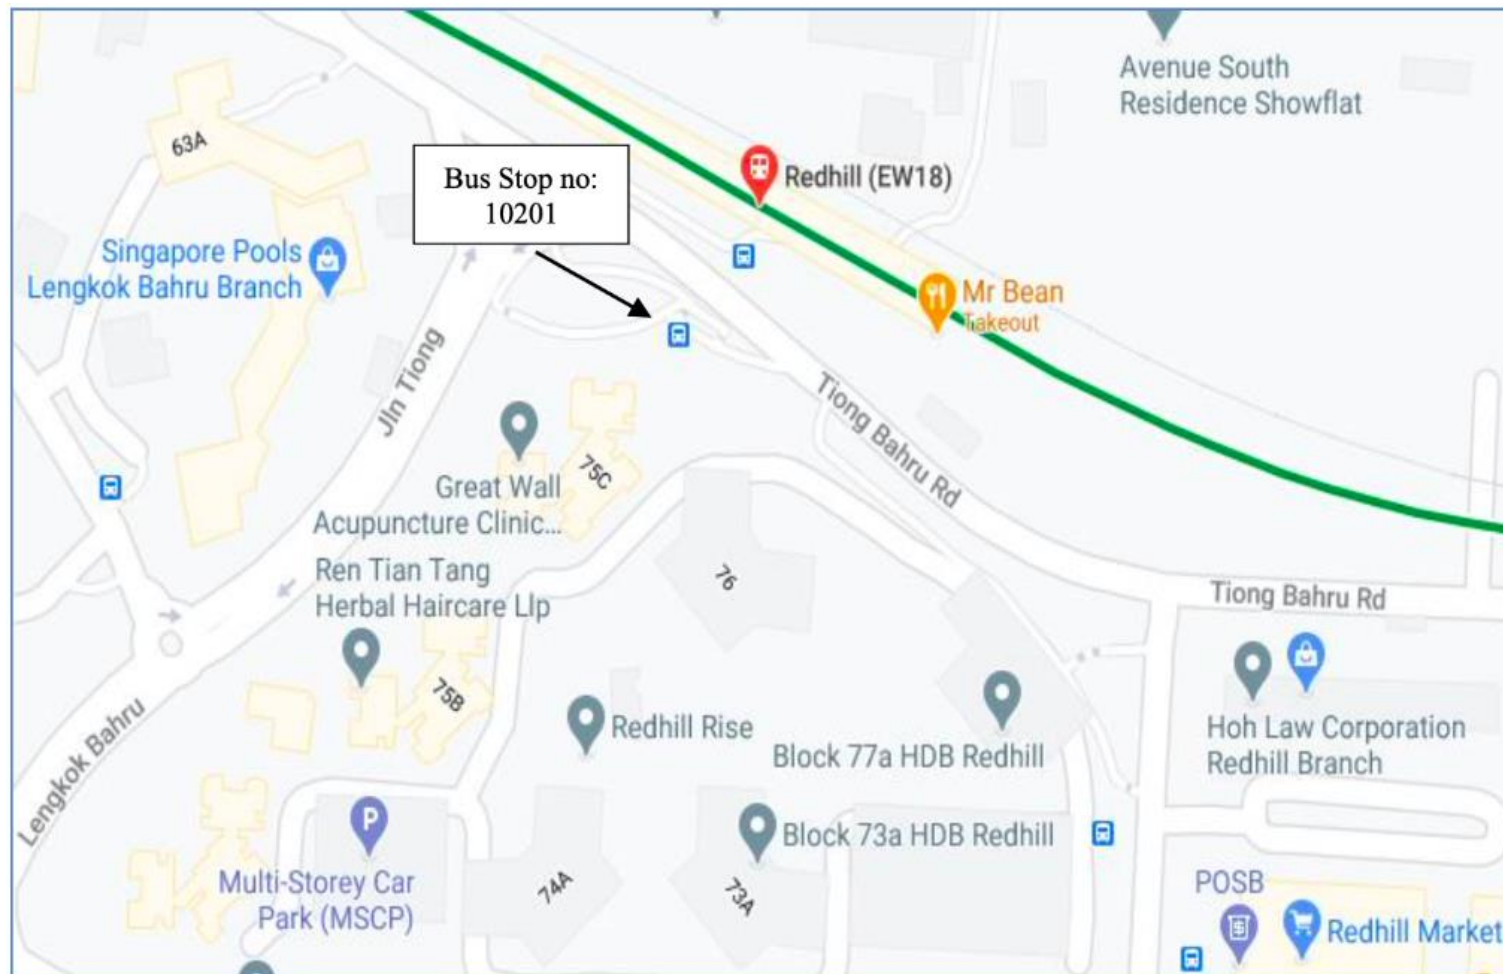 Avenue South
Residence Showflat
63A
Bus Stop no:
10201
Redhill (EW18)
Singapore Pools
Lengkok Bahru Branch
Mr Bean
Takeout
Jln Tiong
Tiong Bahru Rd
75C
Great Wall
Acupuncture Clinic...
Ren Tian Tang
Herbal Haircare Llp
76
Tiong Bahru Rd
75B
Redhill Rise
Block 77a HDB Redhill
Hoh Law Corporation
Redhill Branch
Lengkok Bahru
P
Block 73a HDB Redhill
Multi-Storey Car
Park (MSCP)
74A
73A
POSB
$
Redhill Market